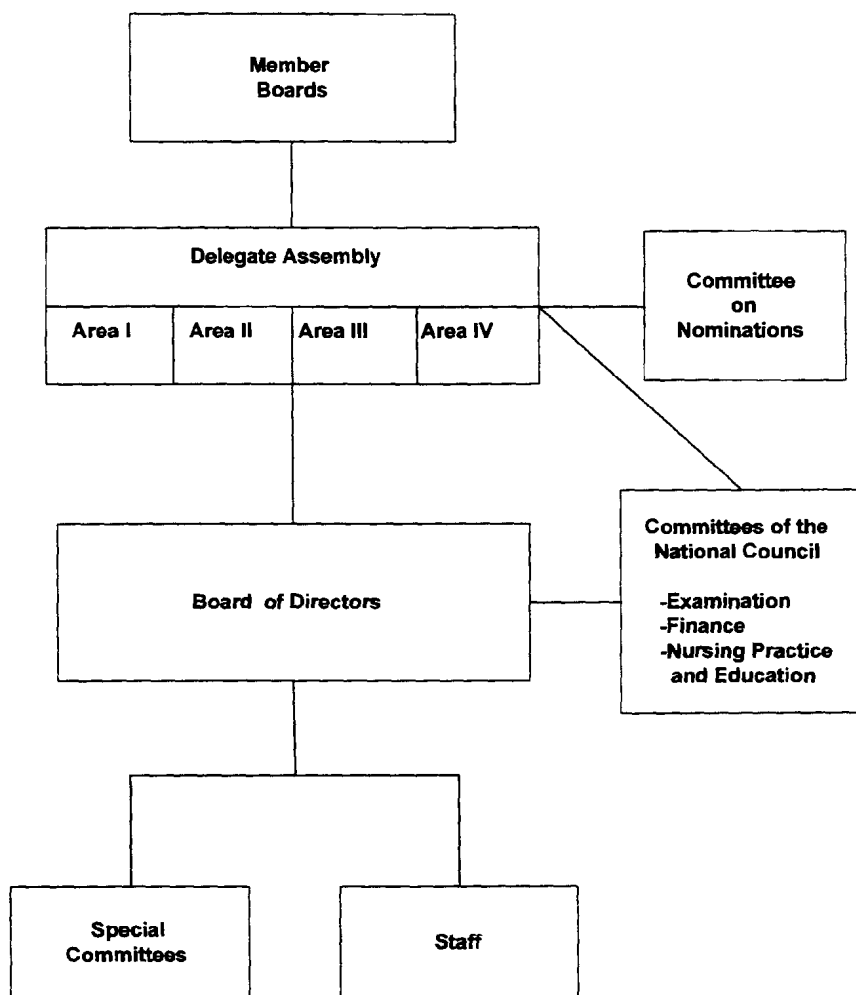 Member
Boards
Delegate Assembly
Area I
Area II
Area III
Area IV
Committee
on
Nominations
Committees of the
National Council
-Examination
-Finance
-Nursing Practice
and Education
Board of Directors
Special
Committees
Staff